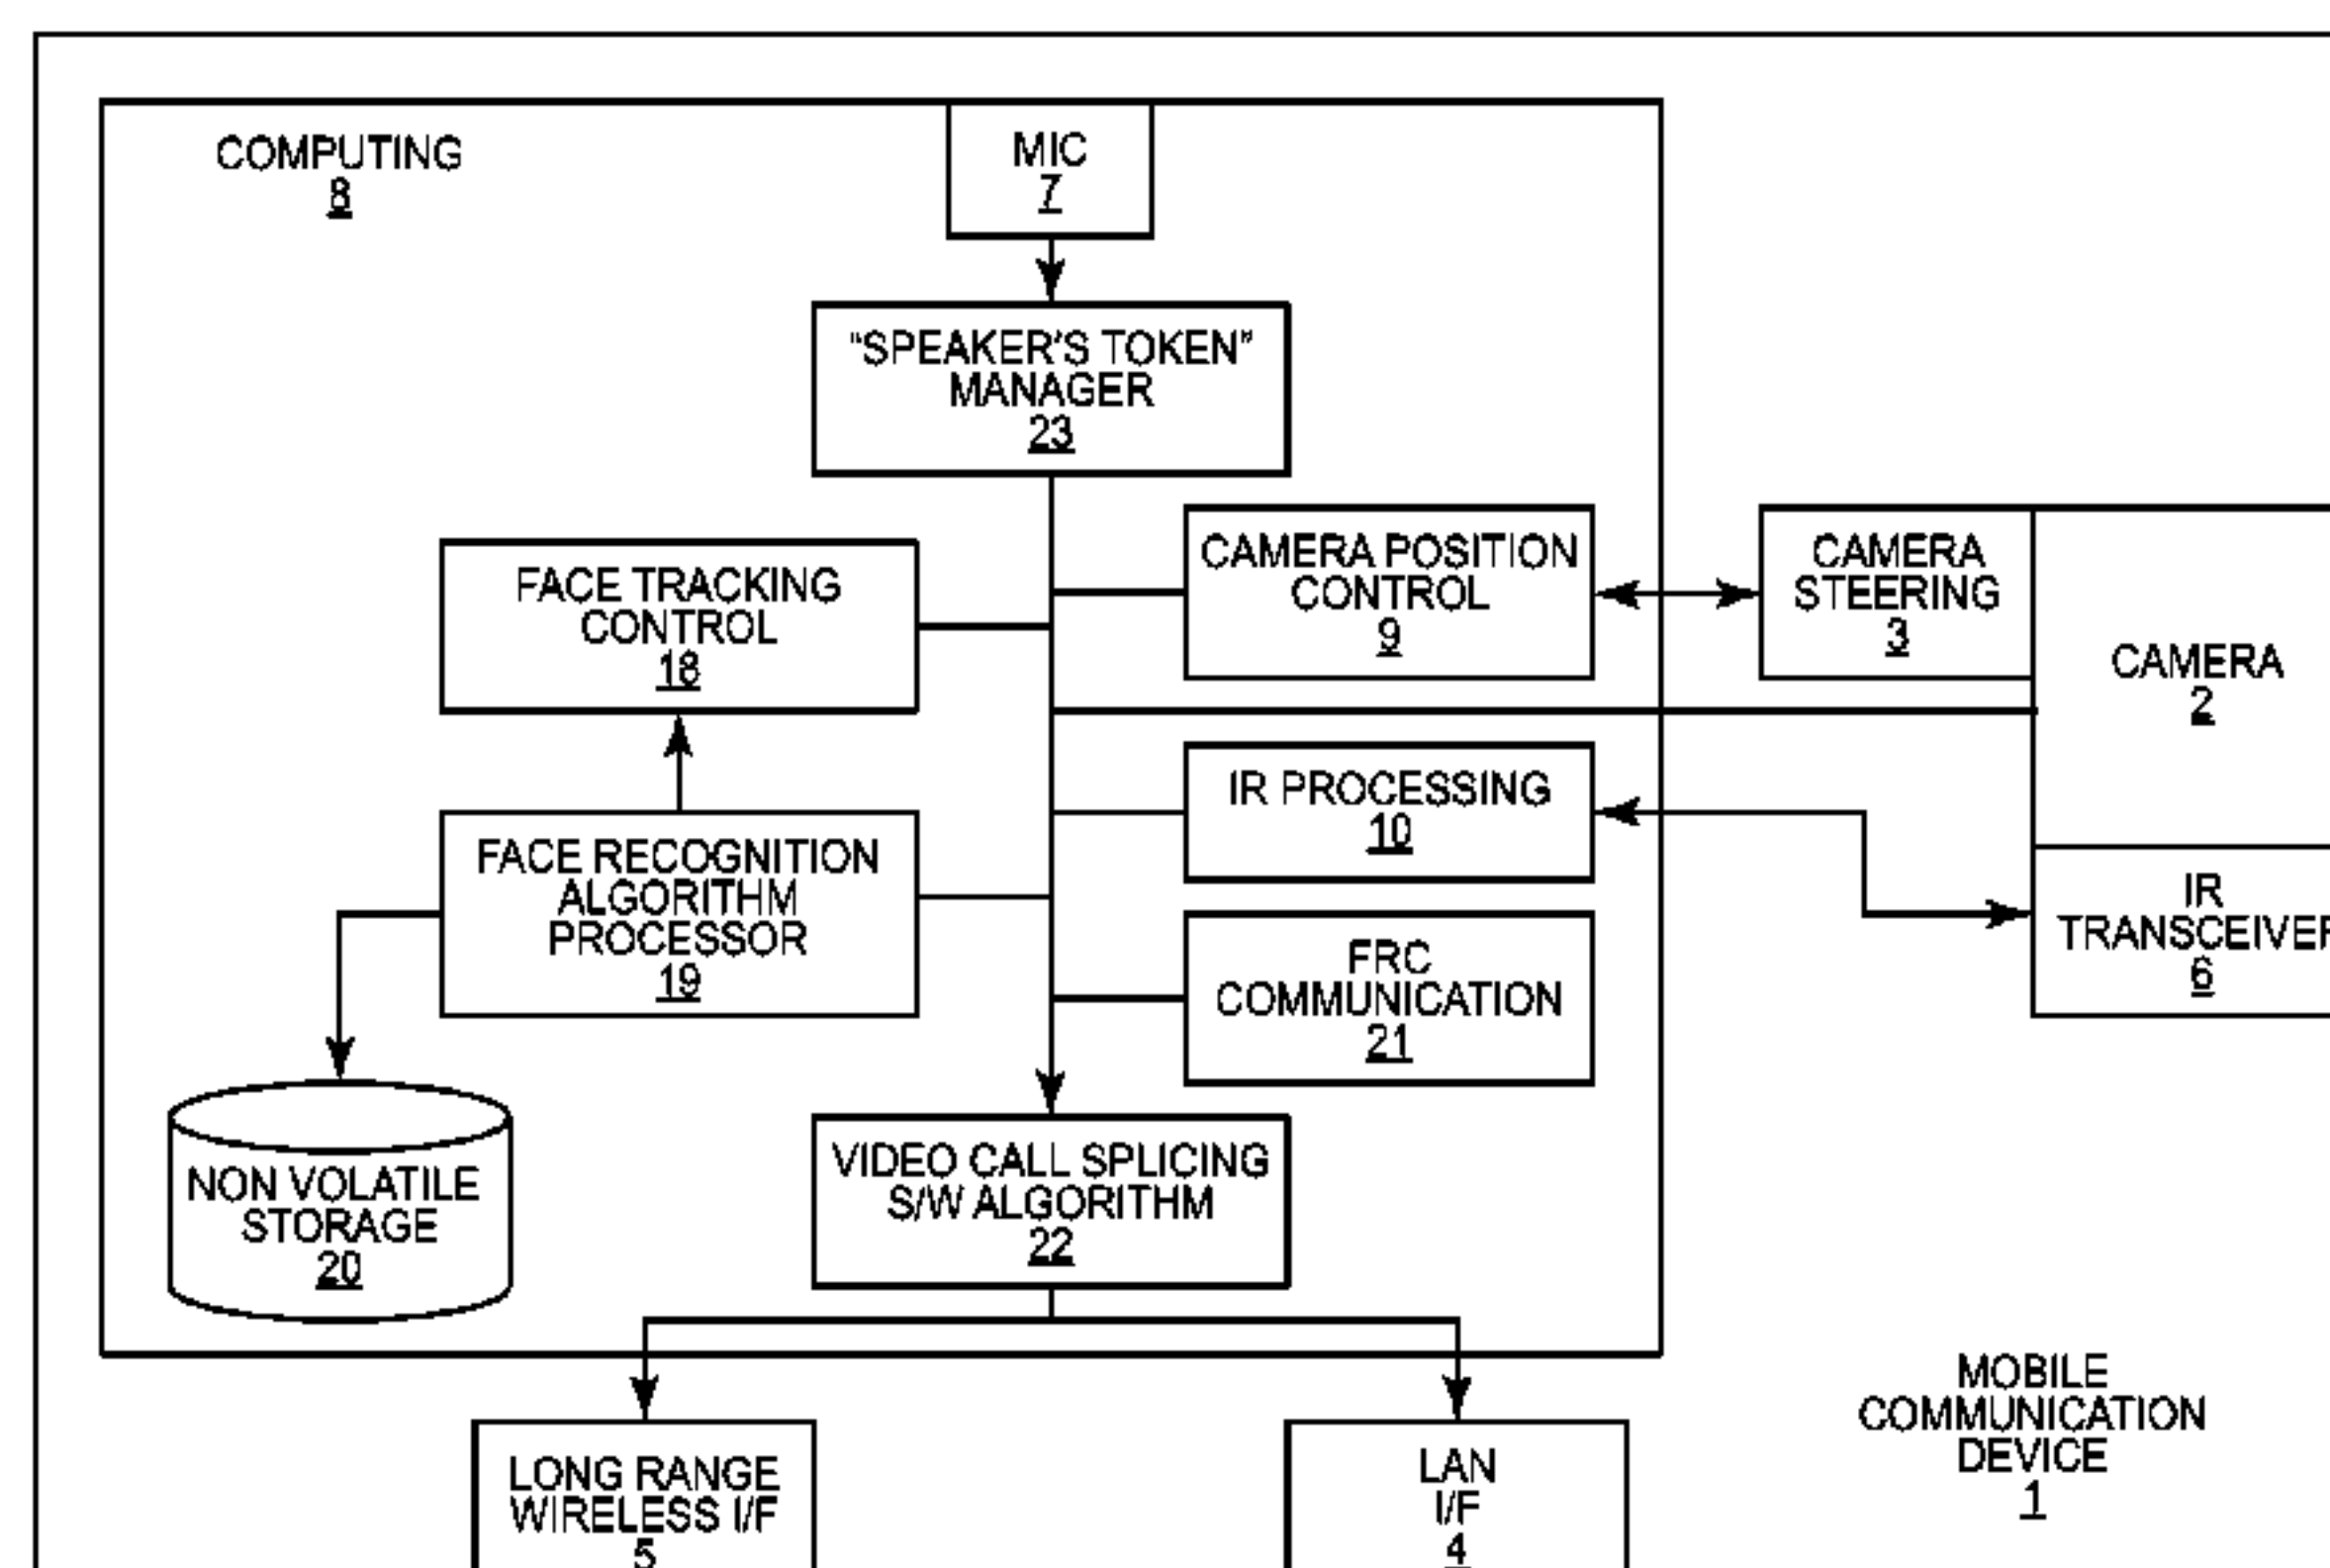 COMPUTING
8
MIC
7
“SPEAKER’S TOKEN”
MANAGER
23
FACE TRACKING
CONTROL
18
CAMERA POSITION
CONTROL
9
CAMERA
STEERING
3
CAMERA
2
IR PROCESSING
10
FACE RECOGNITION
ALGORITHM
PROCESSOR
19
IR
TRANSCEIVER
6
FRC
COMMUNICATION
21
NON VOLATILE
STORAGE
20
VIDEO CALL SPLICING
S/W ALGORITHM
22
LONG RANGE
WIRELESS I/F
5
LAN
I/F
4
MOBILE
COMMUNICATION
DEVICE
1